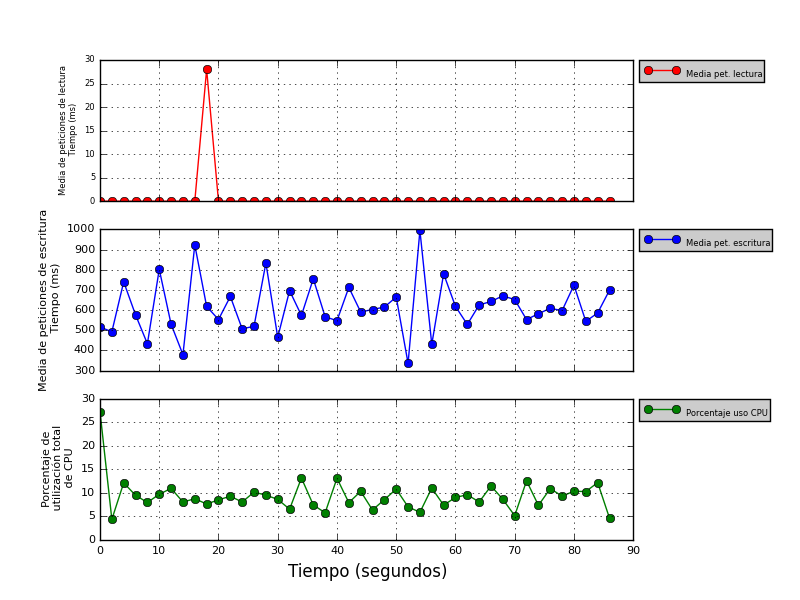 Media de peticiones de lectura
Tiempo (ms)
30
25
20
15
10
5
0
Media pet. lectura
Media de peticiones de escritura
Tiempo (ms)
1000
900
800
700
600
500
400
300
Media pet. escritura
Porcentaje de
utilización total
de CPU
30
25
20
15
10
5
0
Porcentaje uso CPU
0 10 20 30 40 50 60 70 80 90
Tiempo (segundos)